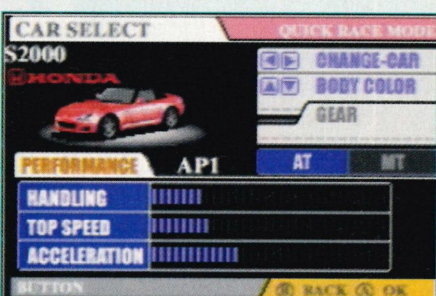 CAR SELECT
QUICK RACE MODE
S2000
HONDA
CHANGE-CAR
BODY COLOR
GEAR
PERFORMANCE
AP1
AT
MT
HANDLING
TOP SPEED
ACCELERATION
BUTTON
B BACK A OK